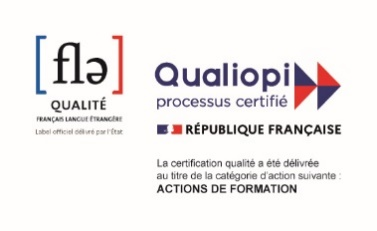 [flə]
QUALITÉ
FRANÇAIS LANGUE ÉTRANGÈRE
Label officiel délivré par l'État
Qualiopi
processus certifié
RÉPUBLIQUE FRANÇAISE
La certification qualité a été délivrée
au titre de la catégorie d'action suivante :
ACTIONS DE FORMATION